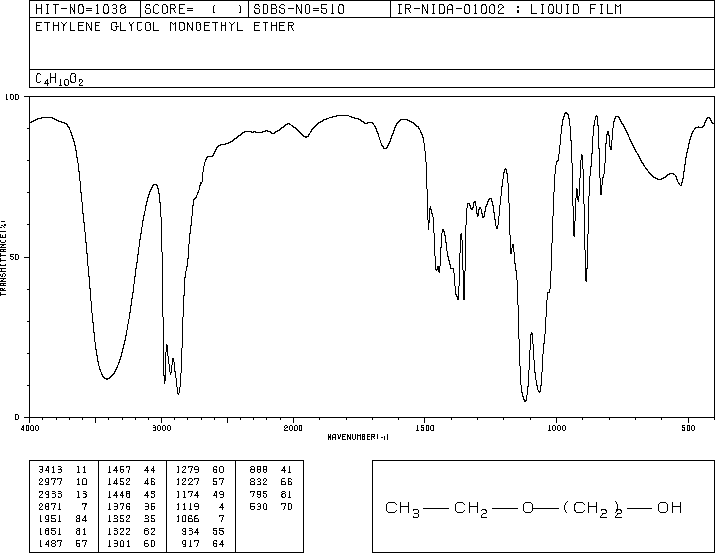 HIT-NO=1038 SCORE= ( ) SDBS-NO=510 IR-NIDA-01002 : LIQUID FILM
ETHYLENE GLYCOL MONOETHYL ETHER
C4H10O2
100
TRANSMITTANCE(%)
50
0
4000 3000 2000 1500 1000 500
WAVENUMBER(-1)
3413 11 1467 44 1279 60 888 41
2977 10 1452 46 1227 57 832 66
2933 13 1448 45 1174 49 795 81
2871 7 1376 36 1119 4 530 70
1951 84 1352 35 1066 7
1651 81 1322 62 934 55
1487 57 1301 60 917 64
CH3—CH2—O—(CH2)2—OH